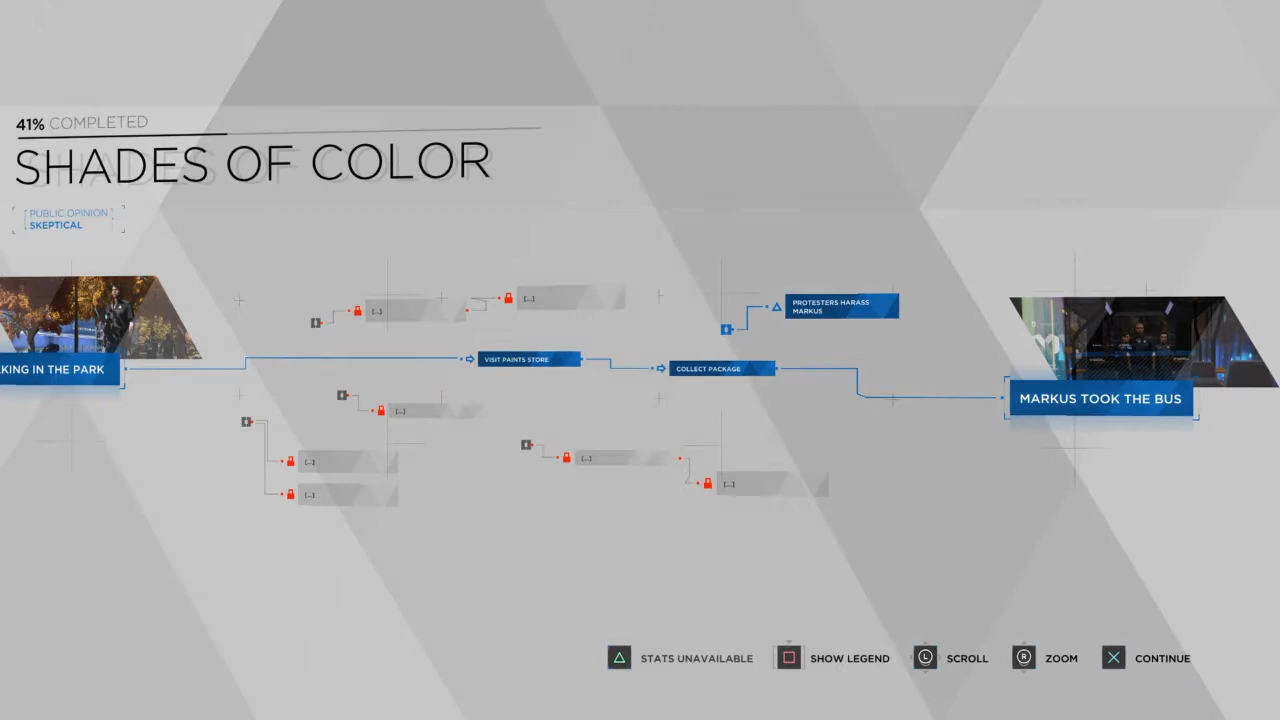 41% COMPLETED
SHADES OF COLOR
PUBLIC OPINION
SKEPTICAL
[...]
[...]
PROTESTERS HARASS
MARKUS
VISIT PAINTS STORE
COLLECT PACKAGE
KING IN THE PARK
MARKUS TOOK THE BUS
[...]
[...]
[...]
[...]
[...]
STATS UNAVAILABLE
SHOW LEGEND
L
SCROLL
R
ZOOM
CONTINUE